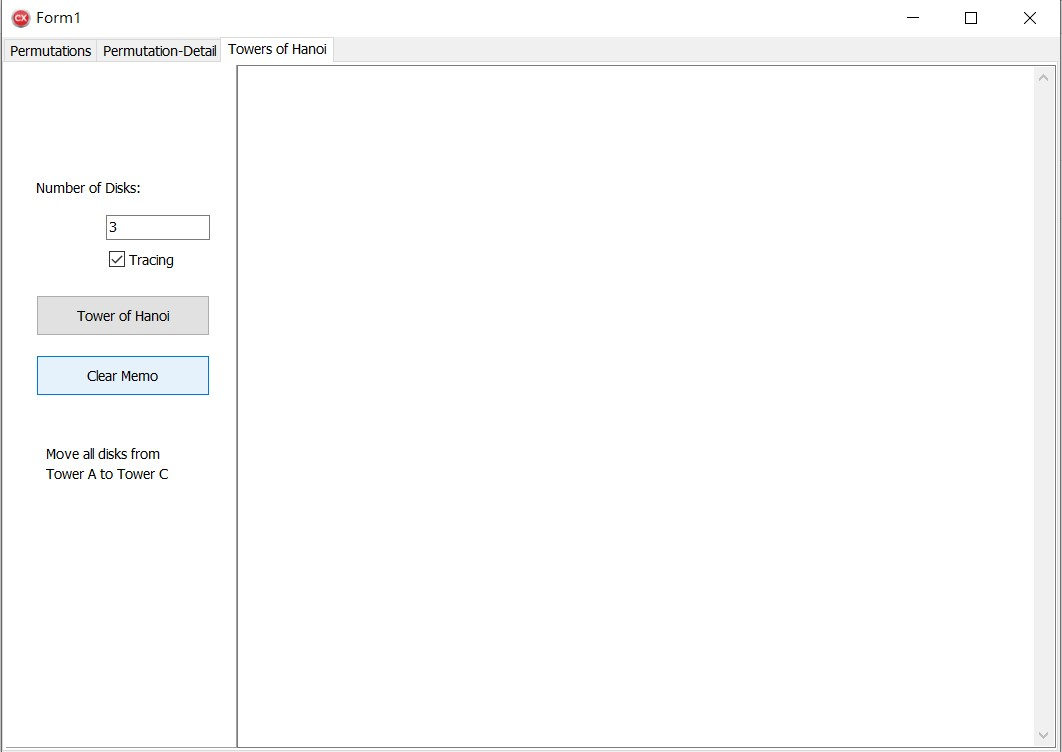 CX Form1
Permutations Permutation-Detail Towers of Hanoi
Number of Disks:
3
Tracing
Tower of Hanoi
Clear Memo
Move all disks from
Tower A to Tower C